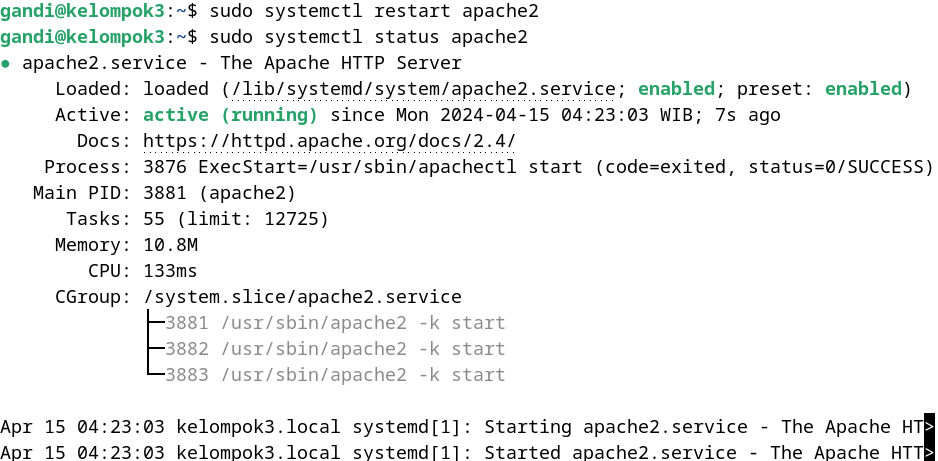 gandi@kelompok3:~$ sudo systemctl restart apache2
gandi@kelompok3:~$ sudo systemctl status apache2
● apache2.service - The Apache HTTP Server
     Loaded: loaded (/lib/systemd/system/apache2.service; enabled; preset: enabled)
     Active: active (running) since Mon 2024-04-15 04:23:03 WIB; 7s ago
       Docs: https://httpd.apache.org/docs/2.4/
    Process: 3876 ExecStart=/usr/sbin/apachectl start (code=exited, status=0/SUCCESS)
   Main PID: 3881 (apache2)
      Tasks: 55 (limit: 12725)
     Memory: 10.8M
        CPU: 133ms
     CGroup: /system.slice/apache2.service
             ├─3881 /usr/sbin/apache2 -k start
             ├─3882 /usr/sbin/apache2 -k start
             └─3883 /usr/sbin/apache2 -k start
Apr 15 04:23:03 kelompok3.local systemd[1]: Starting apache2.service - The Apache HT>
Apr 15 04:23:03 kelompok3.local systemd[1]: Started apache2.service - The Apache HTT>